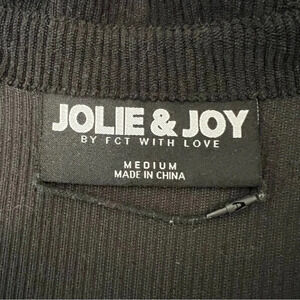 JOLIE & JOY
BY FCT WITH LOVE
MEDIUM
MADE IN CHINA